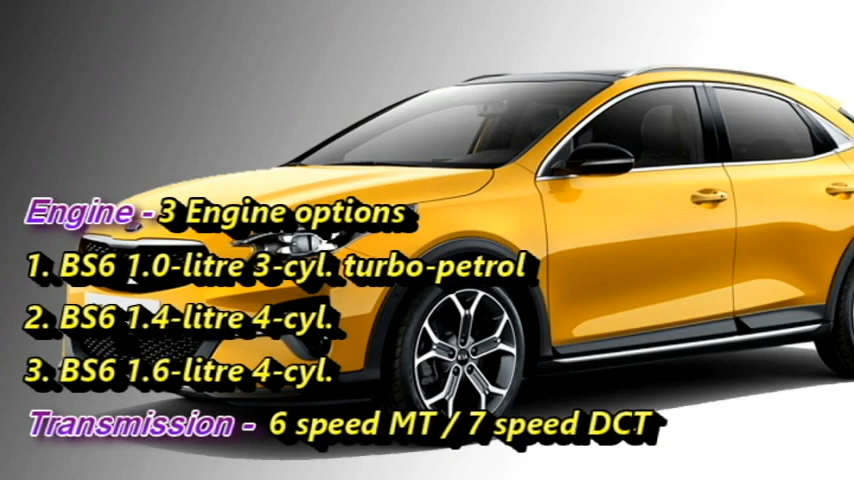 Engine - 3 Engine options
1. BS6 1.0-litre 3-cyl. turbo-petrol
2. BS6 1.4-litre 4-cyl.
3. BS6 1.6-litre 4-cyl.
Transmission - 6 speed MT / 7 speed DCT